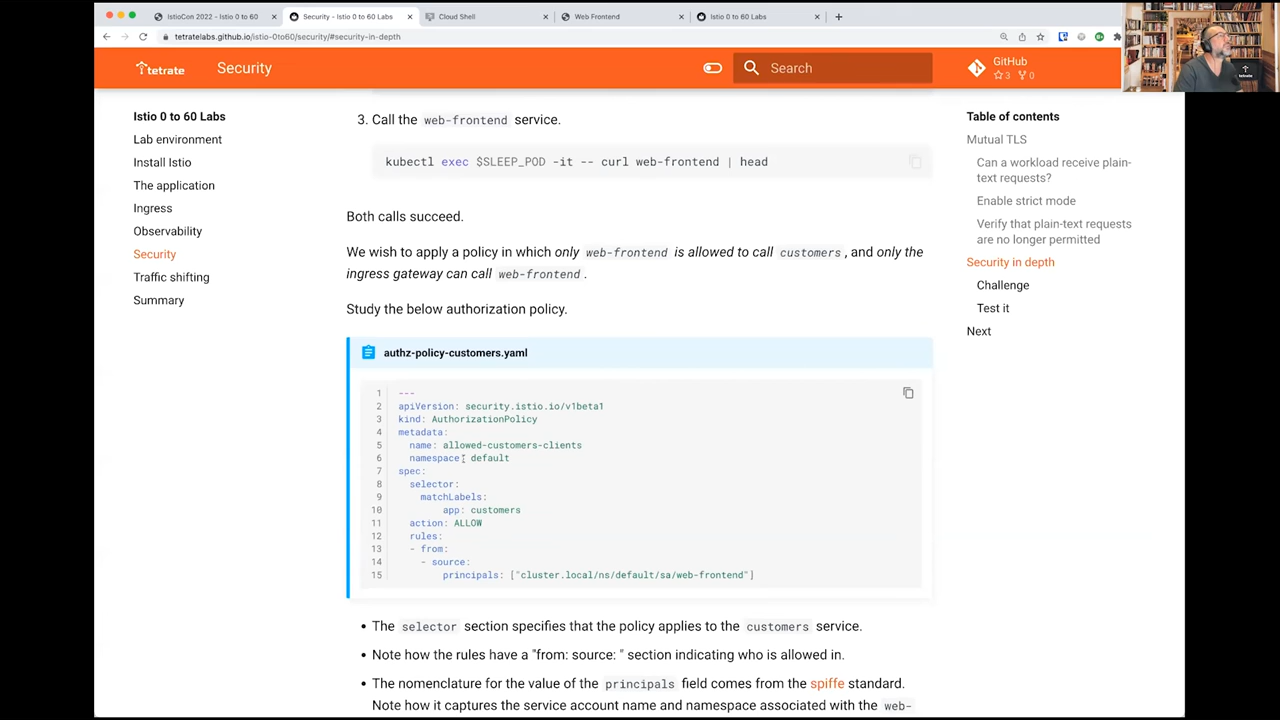 IstioCon 2022 - Istio 0 to 60
Security - Istio 0 to 60 Labs
Cloud Shell
Web Frontend
Istio 0 to 60 Labs
tetratelabs.github.io/istio-0to60/security/#security-in-depth
tetrate
Security
Search
GitHub
3 0
tetrate
Istio 0 to 60 Labs
Lab environment
Install Istio
The application
Ingress
Observability
Security
Traffic shifting
Summary
3. Call the web-frontend service.
kubectl exec $SLEEP_POD -it -- curl web-frontend | head
Both calls succeed.
We wish to apply a policy in which only web-frontend is allowed to call customers, and only the
ingress gateway can call web-frontend.
Study the below authorization policy.
authz-policy-customers.yaml
1 ---
2 apiVersion: security.istio.io/v1beta1
3 kind: AuthorizationPolicy
4 metadata:
5 name: allowed-customers-clients
6 namespace: default
7 spec:
8 selector:
9 matchLabels:
10 app: customers
11 action: ALLOW
12 rules:
13 - from:
14 - source:
15 principals: ["cluster.local/ns/default/sa/web-frontend"]
• The selector section specifies that the policy applies to the customers service.
• Note how the rules have a "from: source: " section indicating who is allowed in.
• The nomenclature for the value of the principals field comes from the spiffe standard.
Note how it captures the service account name and namespace associated with the web-
Table of contents
Mutual TLS
Can a workload receive plain-
text requests?
Enable strict mode
Verify that plain-text requests
are no longer permitted
Security in depth
Challenge
Test it
Next